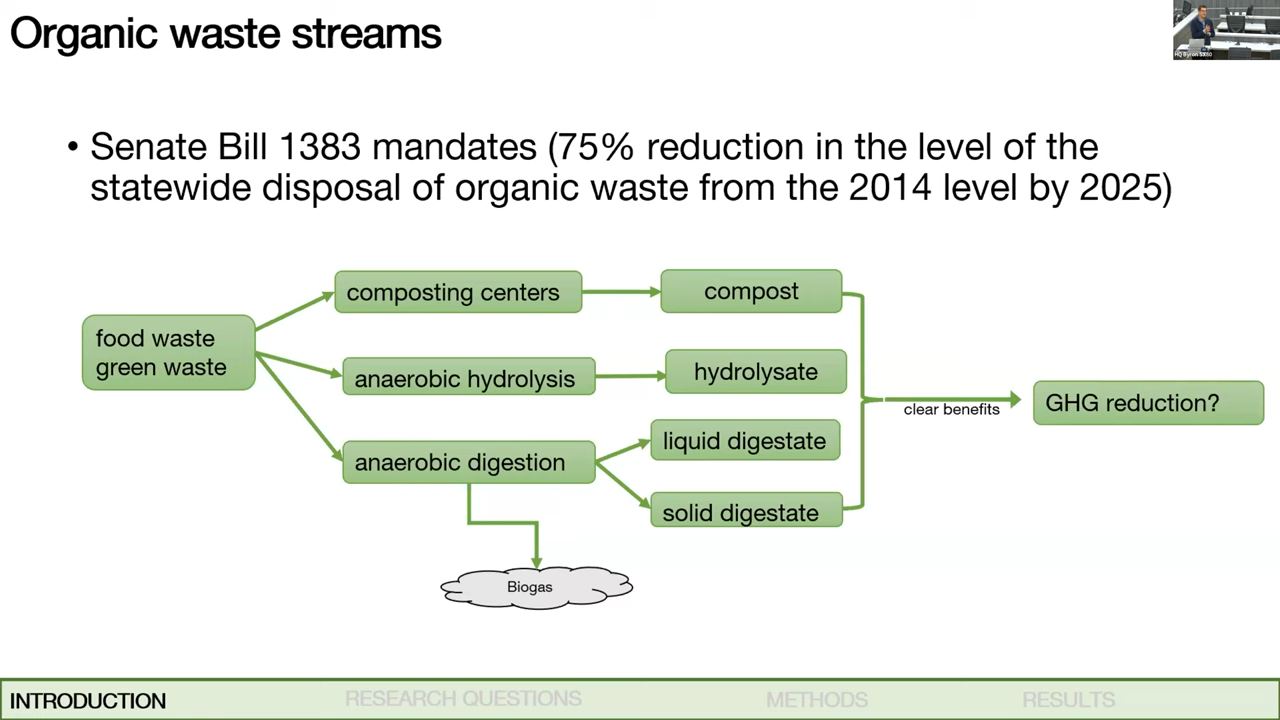 Organic waste streams
• Senate Bill 1383 mandates (75% reduction in the level of the
statewide disposal of organic waste from the 2014 level by 2025)
food waste
green waste
composting centers
compost
anaerobic hydrolysis
hydrolysate
anaerobic digestion
liquid digestate
solid digestate
Biogas
clear benefits
GHG reduction?
INTRODUCTION
RESEARCH QUESTIONS
METHODS
RESULTS